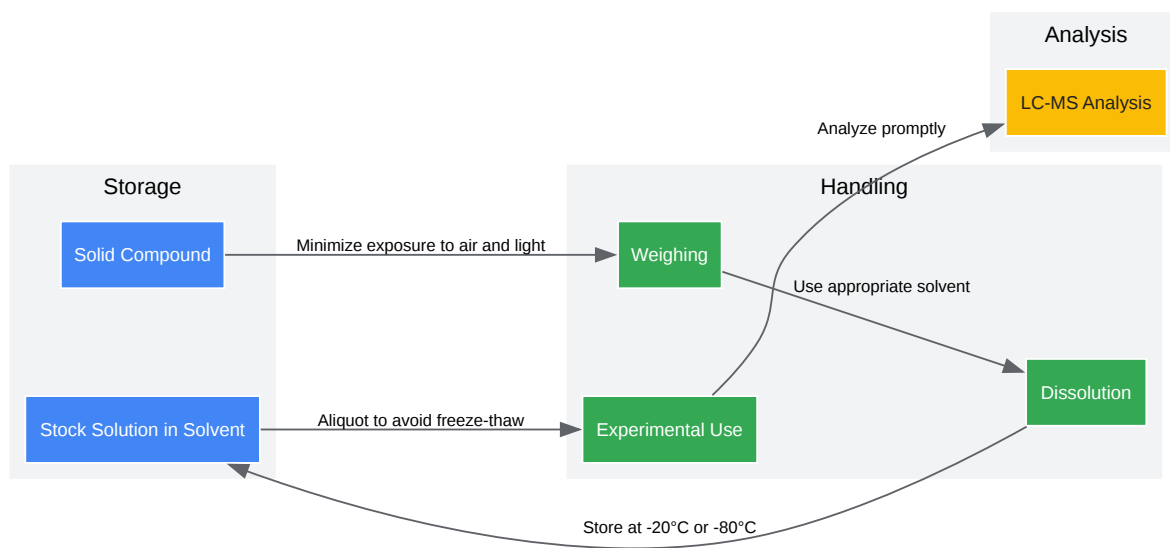 Analysis
LC-MS Analysis
Analyze promptly
Storage
Handling
Solid Compound
Minimize exposure to air and light
Weighing
Use appropriate solvent
Dissolution
Stock Solution in Solvent
Aliquot to avoid freeze-thaw
Experimental Use
Store at -20°C or -80°C